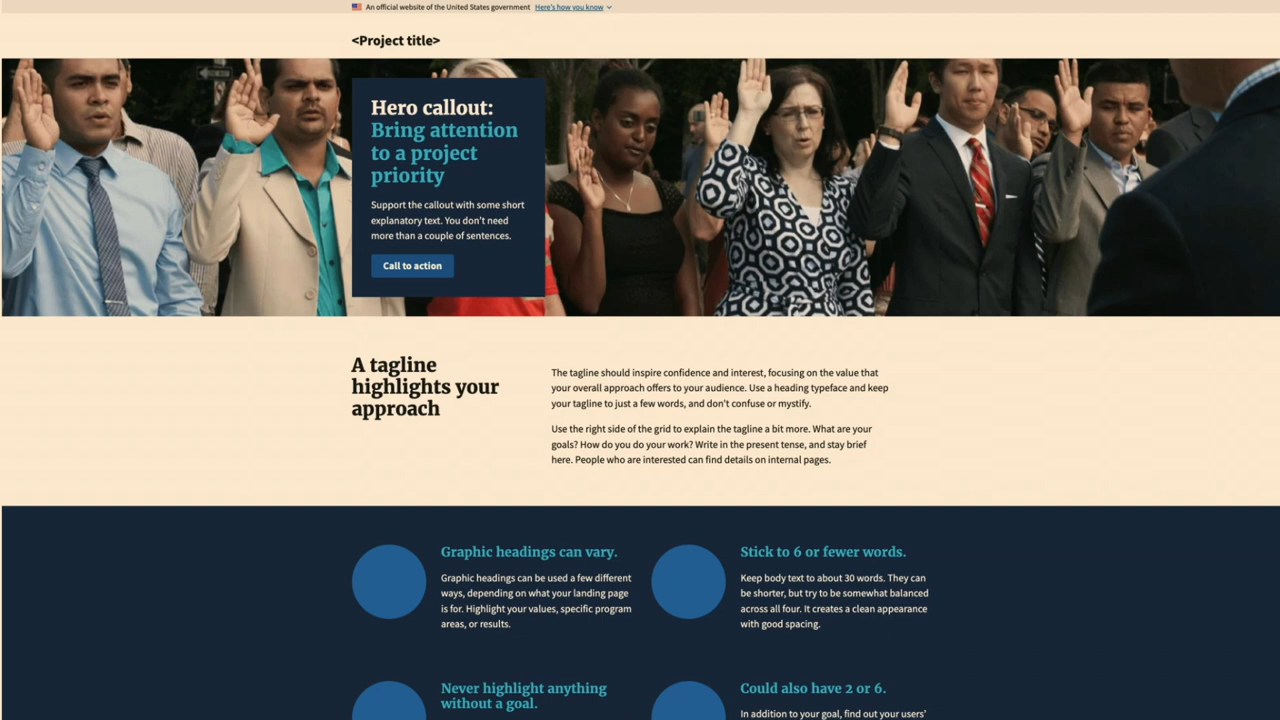 An official website of the United States government Here's how you know
<Project title>
Hero callout:
Bring attention
to a project
priority
Support the callout with some short
explanatory text. You don't need
more than a couple of sentences.
Call to action
A tagline
highlights your
approach
The tagline should inspire confidence and interest, focusing on the value that
your overall approach offers to your audience. Use a heading typeface and keep
your tagline to just a few words, and don't confuse or mystify.
Use the right side of the grid to explain the tagline a bit more. What are your
goals? How do you do your work? Write in the present tense, and stay brief
here. People who are interested can find details on internal pages.
Graphic headings can vary.
Graphic headings can be used a few different
ways, depending on what your landing page
is for. Highlight your values, specific program
areas, or results.
Stick to 6 or fewer words.
Keep body text to about 30 words. They can
be shorter, but try to be somewhat balanced
across all four. It creates a clean appearance
with good spacing.
Never highlight anything
without a goal.
Could also have 2 or 6.
In addition to your goal, find out your users'